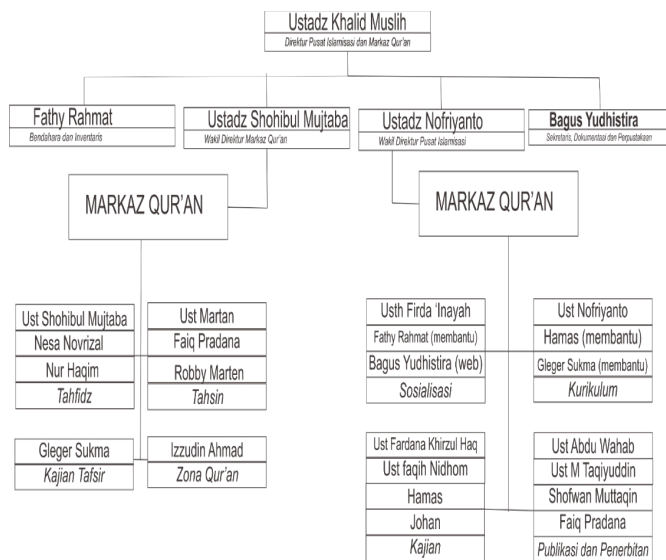 Ustadz Khalid Muslih
Direktur Pusat Islamisasi dan Markaz Qur'an
Fathy Rahmat
Bendahara dan Inventaris
Ustadz Shohibul Mujtaba
Wakil Direktur Markaz Qur'an
Ustadz Nofriyanto
Wakil Direktur Pusat Islamisasi
Bagus Yudhistira
Sekretaris, Dokumentasi dan Perpustakaan
MARKAZ QUR'AN
MARKAZ QUR'AN
Ust Shohibul Mujtaba
Nesa Novrizal
Nur Haqim
Tahfidz
Ust Martan
Faiq Pradana
Robby Marten
Tahsin
Gleger Sukma
Kajian Tafsir
Izzudin Ahmad
Zona Qur'an
Usth Firda 'Inayah
Fathy Rahmat (membantu)
Bagus Yudhistira (web)
Sosialisasi
Ust Nofriyanto
Hamas (membantu)
Gleger Sukma (membantu)
Kurikulum
Ust Fardana Khirzul Haq
Ust faqih Nidhom
Hamas
Johan
Kajian
Ust Abdu Wahab
Ust M Taqiyuddin
Shofwan Muttaqin
Faiq Pradana
Publikasi dan Penerbitan